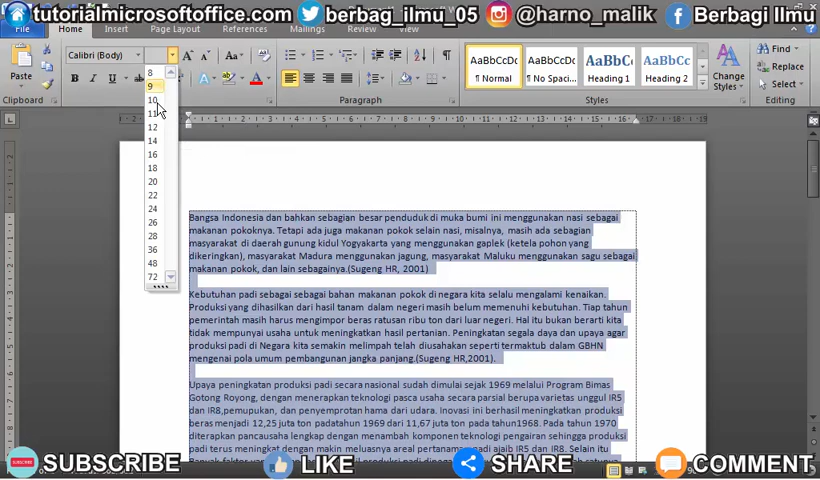 tutorialmicrosoftoffice.com berbag_ilmu_05 @harno_malik Berbagi Ilmu
File Home Insert Page Layout References Mailings Review View
Paste
Calibri (Body)
B I U abc
Aa
A
AaBbCcDc AaBbCcDc AaBbCc AaBbCc
¶ Normal ¶ No Spaci... Heading 1 Heading 2
Change Styles
Find
Replace
Select
Clipboard Paragraph Styles Editing
8
9
10
11
12
14
16
18
20
22
24
26
28
36
48
72
Bangsa Indonesia dan bahkan sebagian besar penduduk di muka bumi ini menggunakan nasi sebagai
makanan pokoknya. Tetapi ada juga makanan pokok selain nasi, misalnya, masih ada sebagian
masyarakat di daerah gunung kidul Yogyakarta yang menggunakan gaplek (ketela pohon yang
dikeringkan), masyarakat Madura menggunakan jagung, masyarakat Maluku menggunakan sagu sebagai
makanan pokok, dan lain sebagainya.(Sugeng HR, 2001)
Kebutuhan padi sebagai sebagai bahan makanan pokok di negara kita selalu mengalami kenaikan.
Produksi yang dihasilkan dari hasil tanam dalam negeri masih belum memenuhi kebutuhan. Tiap tahun
pemerintah masih harus mengimpor beras ratusan ribu ton dari luar negeri. Hal itu bukan berarti kita
tidak mempunyai usaha untuk meningkatkan hasil pertanian. Peningkatan segala daya dan upaya agar
produksi padi di Negara kita semakin melimpah telah diusahakan seperti termaktub dalam GBHN
mengenai pola umum pembangunan jangka panjang.(Sugeng HR,2001).
Upaya peningkatan produksi padi secara nasional sudah dimulai sejak 1969 melalui Program Bimas
Gotong Royong, dengan menerapkan teknologi pasca usaha secara parsial berupa varietas unggul IR5
dan IR8,pemupukan, dan penyemprotan hama dari udara. Inovasi ini berhasil meningkatkan produksi
beras menjadi 12,25 juta ton padatahun 1969 dari 11,67 juta ton pada tahun1968. Pada tahun 1970
diterapkan pancausaha lengkap dengan menambah komponen teknologi pengairan sehingga produksi
SUBSCRIBE LIKE SHARE COMMENT